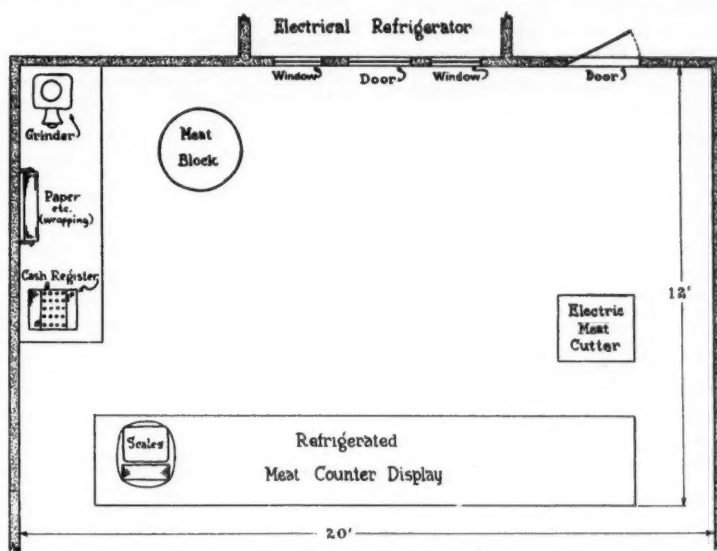 Electrical Refrigerator
Window
Door
Window
Door
Grinder
Meat
Block
Paper
etc.
(wrapping)
Cash Register
12'
Electric
Meat
Cutter
Scales
Refrigerated
Meat Counter Display
20'